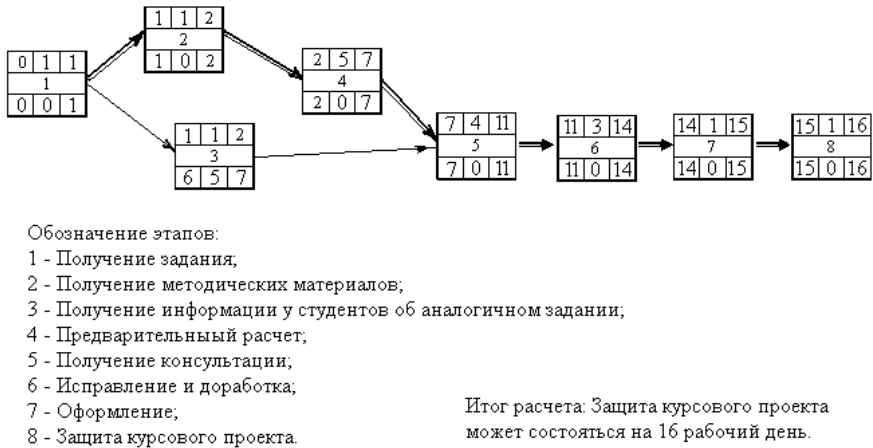 0 1 1
1
0 0 1
1 1 2
2
1 0 2
1 1 2
3
6 5 7
2 5 7
4
2 0 7
7 4 11
5
7 0 11
11 3 14
6
11 0 14
14 1 15
7
14 0 15
15 1 16
8
15 0 16
Обозначение этапов:
1 - Получение задания;
2 - Получение методических материалов;
3 - Получение информации у студентов об аналогичном задании;
4 - Предварительныый расчет;
5 - Получение консультации;
6 - Исправление и доработка;
7 - Оформление;
8 - Защита курсового проекта.
Итог расчета: Защита курсового проекта
может состояться на 16 рабочий день.